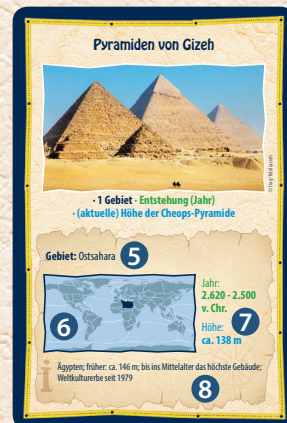 Pyramiden von Gizeh
· 1 Gebiet · Entstehung (Jahr)
· (aktuelle) Höhe der Cheops-Pyramide
Gebiet: Ostsahara 5
6
Jahr:
2.620 - 2.500
v. Chr.
7
Höhe:
ca. 138 m
Ägypten; früher: ca. 146 m; bis ins Mittelalter das höchste Gebäude;
Weltkulturerbe seit 1979
8